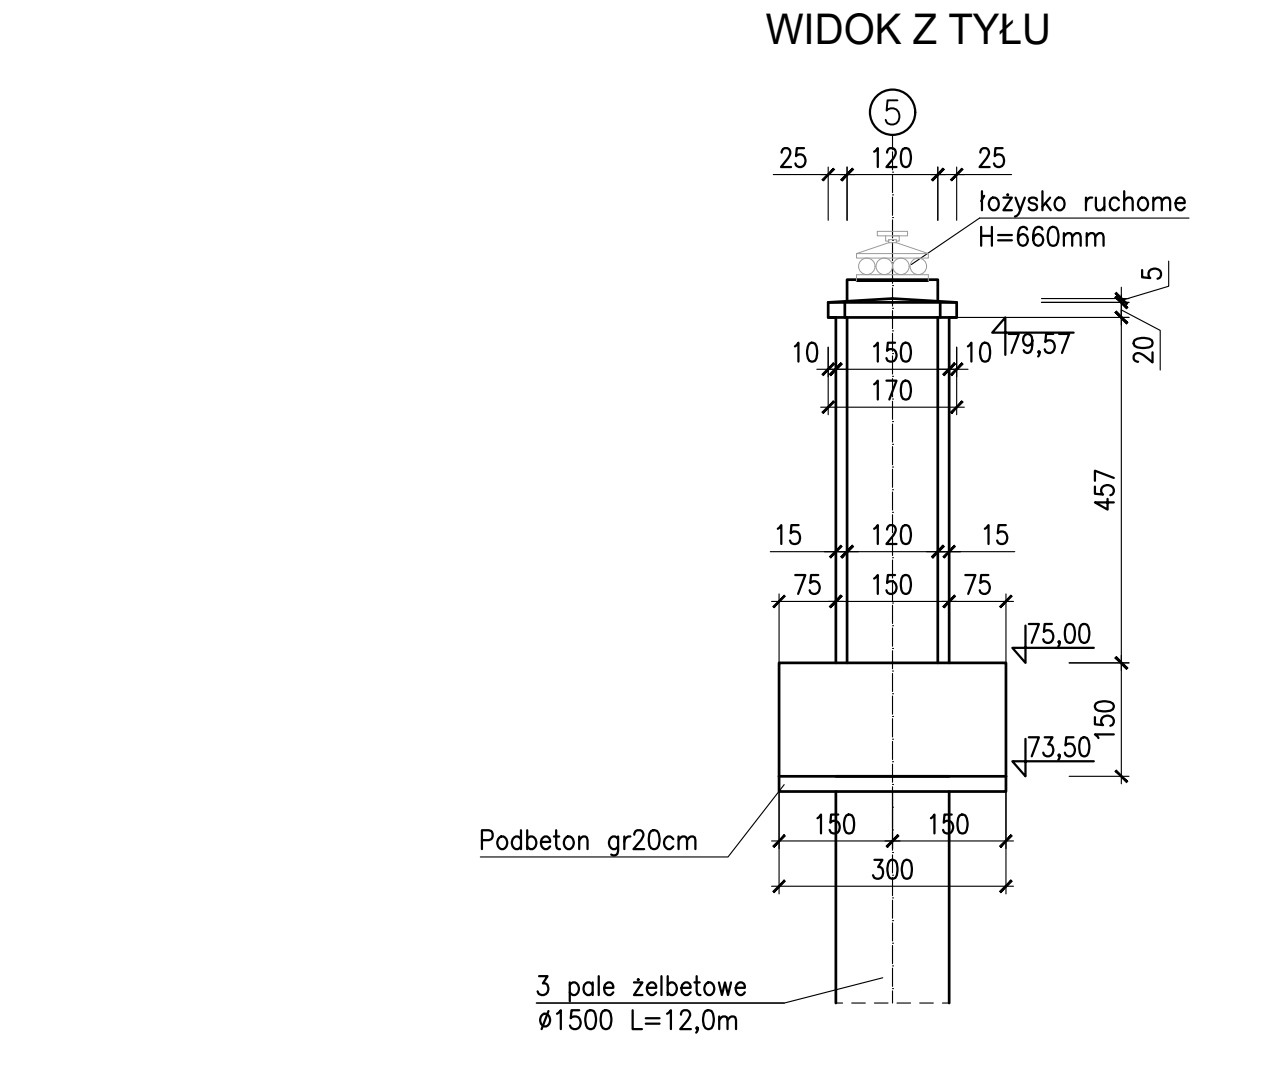 WIDOK Z TYŁU
5
25 120 25
łożysko ruchome
H=660mm
5
20
79,57
10 150 10
170
457
15 120 15
75 150 75
75,00
150
73,50
150 150
Podbeton gr20cm
300
3 pale żelbetowe
ø1500 L=12,0m